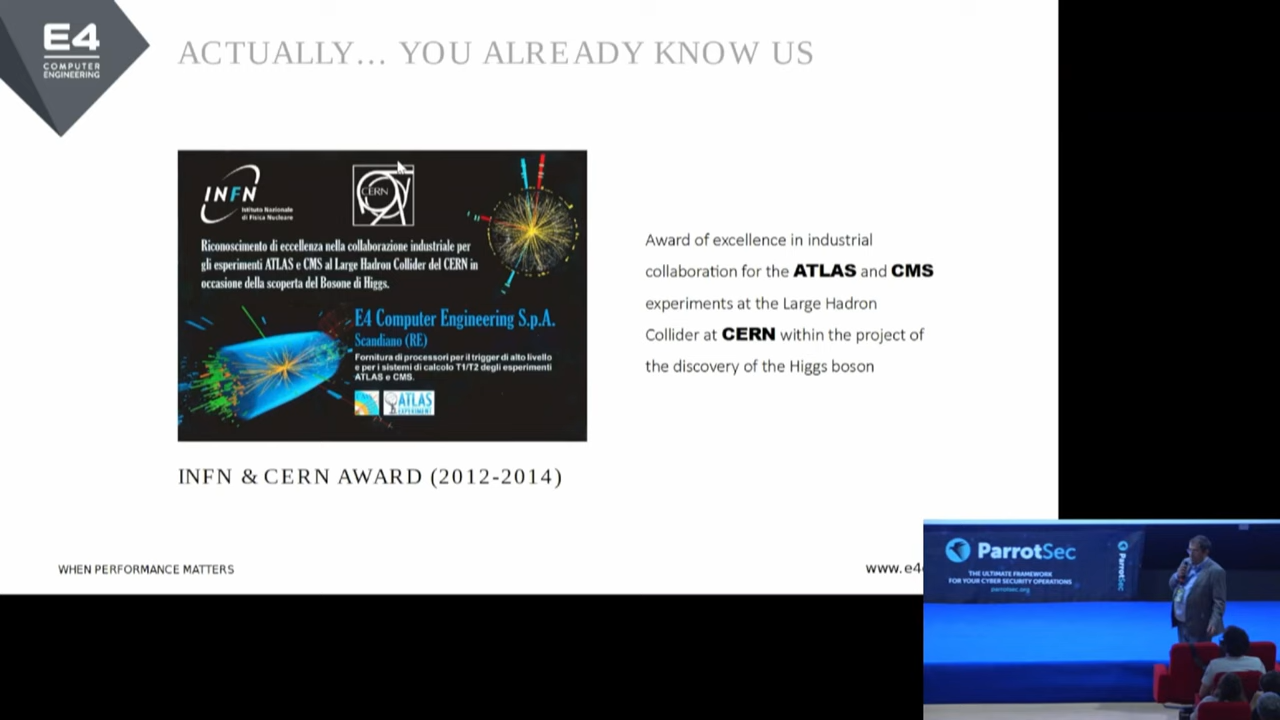 E4
COMPUTER
ENGINEERING
ACTUALLY... YOU ALREADY KNOW US
INFN
Istituto Nazionale
di Fisica Nucleare
CERN
Riconoscimento di eccellenza nella collaborazione industriale per
gli esperimenti ATLAS e CMS al Large Hadron Collider del CERN in
occasione della scoperta del Bosone di Higgs.
E4 Computer Engineering S.p.A.
Scandiano (RE)
Fornitura di processori per il trigger di alto livello
e per i sistemi di calcolo T1/T2 degli esperimenti
ATLAS e CMS.
ATLAS
EXPERIMENT
INFN & CERN AWARD (2012-2014)
Award of excellence in industrial
collaboration for the ATLAS and CMS
experiments at the Large Hadron
Collider at CERN within the project of
the discovery of the Higgs boson
WHEN PERFORMANCE MATTERS
www.e4
ParrotSec
THE ULTIMATE FRAMEWORK
FOR YOUR CYBER SECURITY OPERATIONS
parrotsec.org
ParrotSec